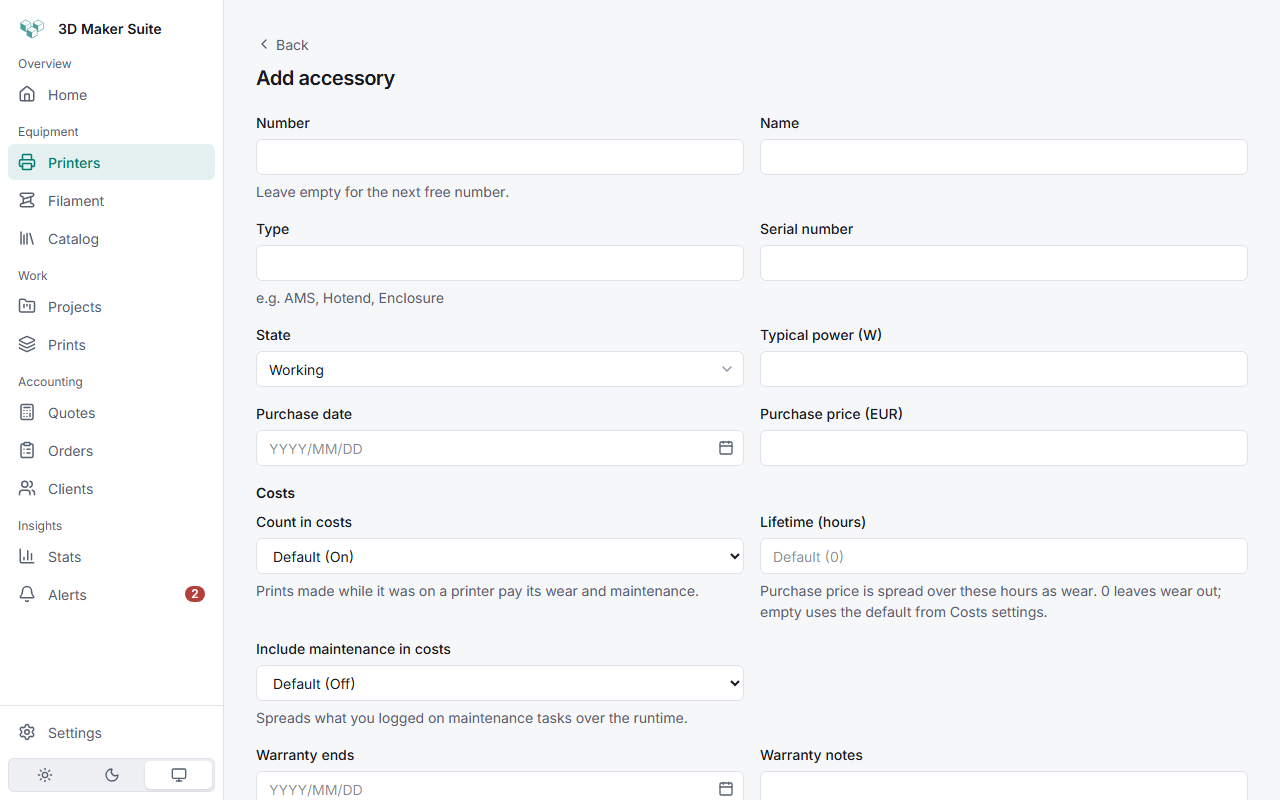 3D Maker Suite
Overview
Home
Equipment
Printers
Filament
Catalog
Work
Projects
Prints
Accounting
Quotes
Orders
Clients
Insights
Stats
Alerts
2
Settings
Back
Add accessory
Number
Name
Leave empty for the next free number.
Type
Serial number
e.g. AMS, Hotend, Enclosure
State
Typical power (W)
Working
Purchase date
Purchase price (EUR)
YYYY/MM/DD
Costs
Count in costs
Lifetime (hours)
Default (On)
Default (0)
Prints made while it was on a printer pay its wear and maintenance.
Purchase price is spread over these hours as wear. 0 leaves wear out;
empty uses the default from Costs settings.
Include maintenance in costs
Default (Off)
Spreads what you logged on maintenance tasks over the runtime.
Warranty ends
Warranty notes
YYYY/MM/DD